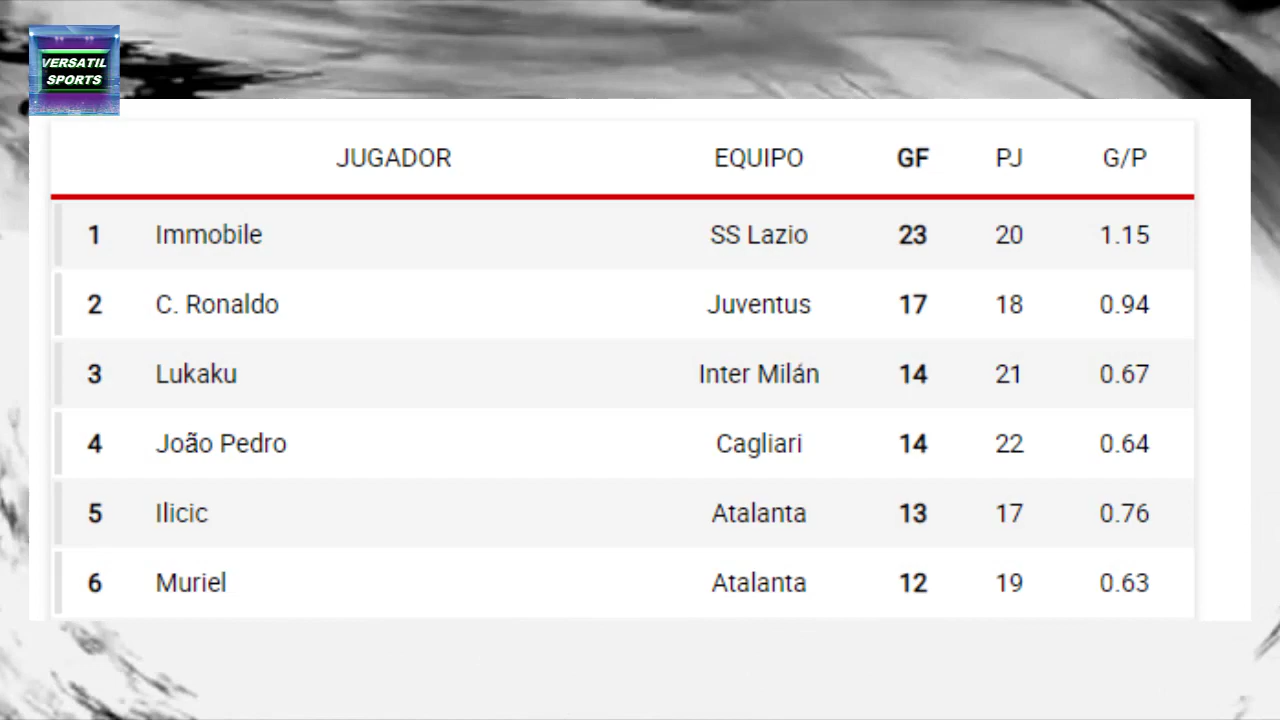 VERSATIL
SPORTS
JUGADOR EQUIPO GF PJ G/P
1 Immobile SS Lazio 23 20 1.15
2 C. Ronaldo Juventus 17 18 0.94
3 Lukaku Inter Milán 14 21 0.67
4 João Pedro Cagliari 14 22 0.64
5 Ilicic Atalanta 13 17 0.76
6 Muriel Atalanta 12 19 0.63